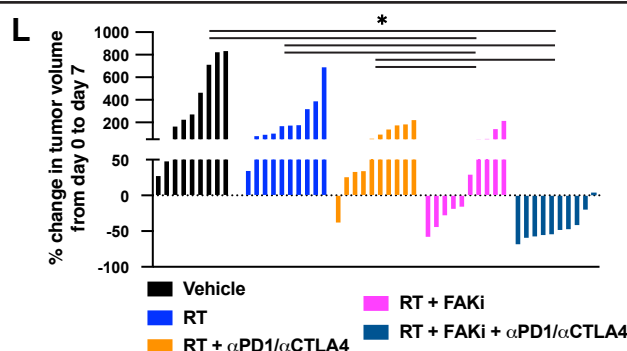 L
*
% change in tumor volume
from day 0 to day 7
1000
800
600
400
200
50
0
-50
-100
Vehicle
RT
RT + αPD1/αCTLA4
RT + FAKi
RT + FAKi + αPD1/αCTLA4